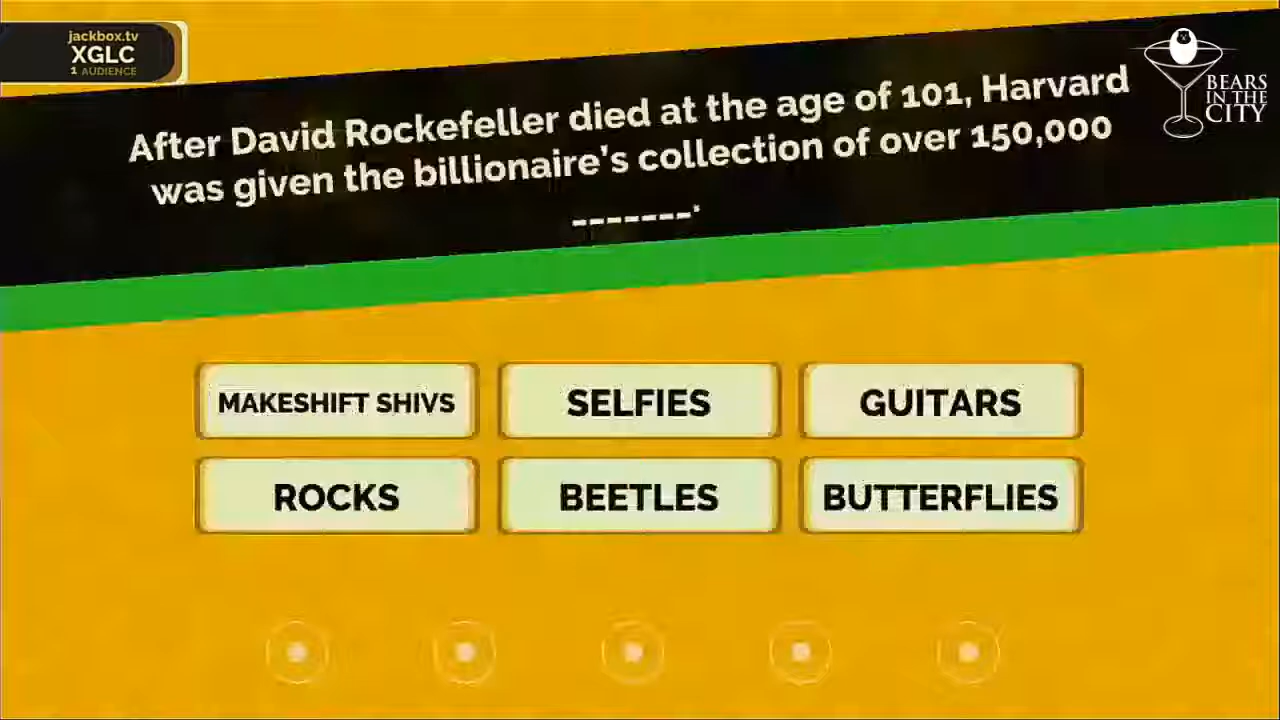 jackbox.tv
XGLC
1 AUDIENCE
BEARS
IN THE
CITY
After David Rockefeller died at the age of 101, Harvard
was given the billionaire's collection of over 150,000
_______.
MAKESHIFT SHIVS
SELFIES
GUITARS
ROCKS
BEETLES
BUTTERFLIES